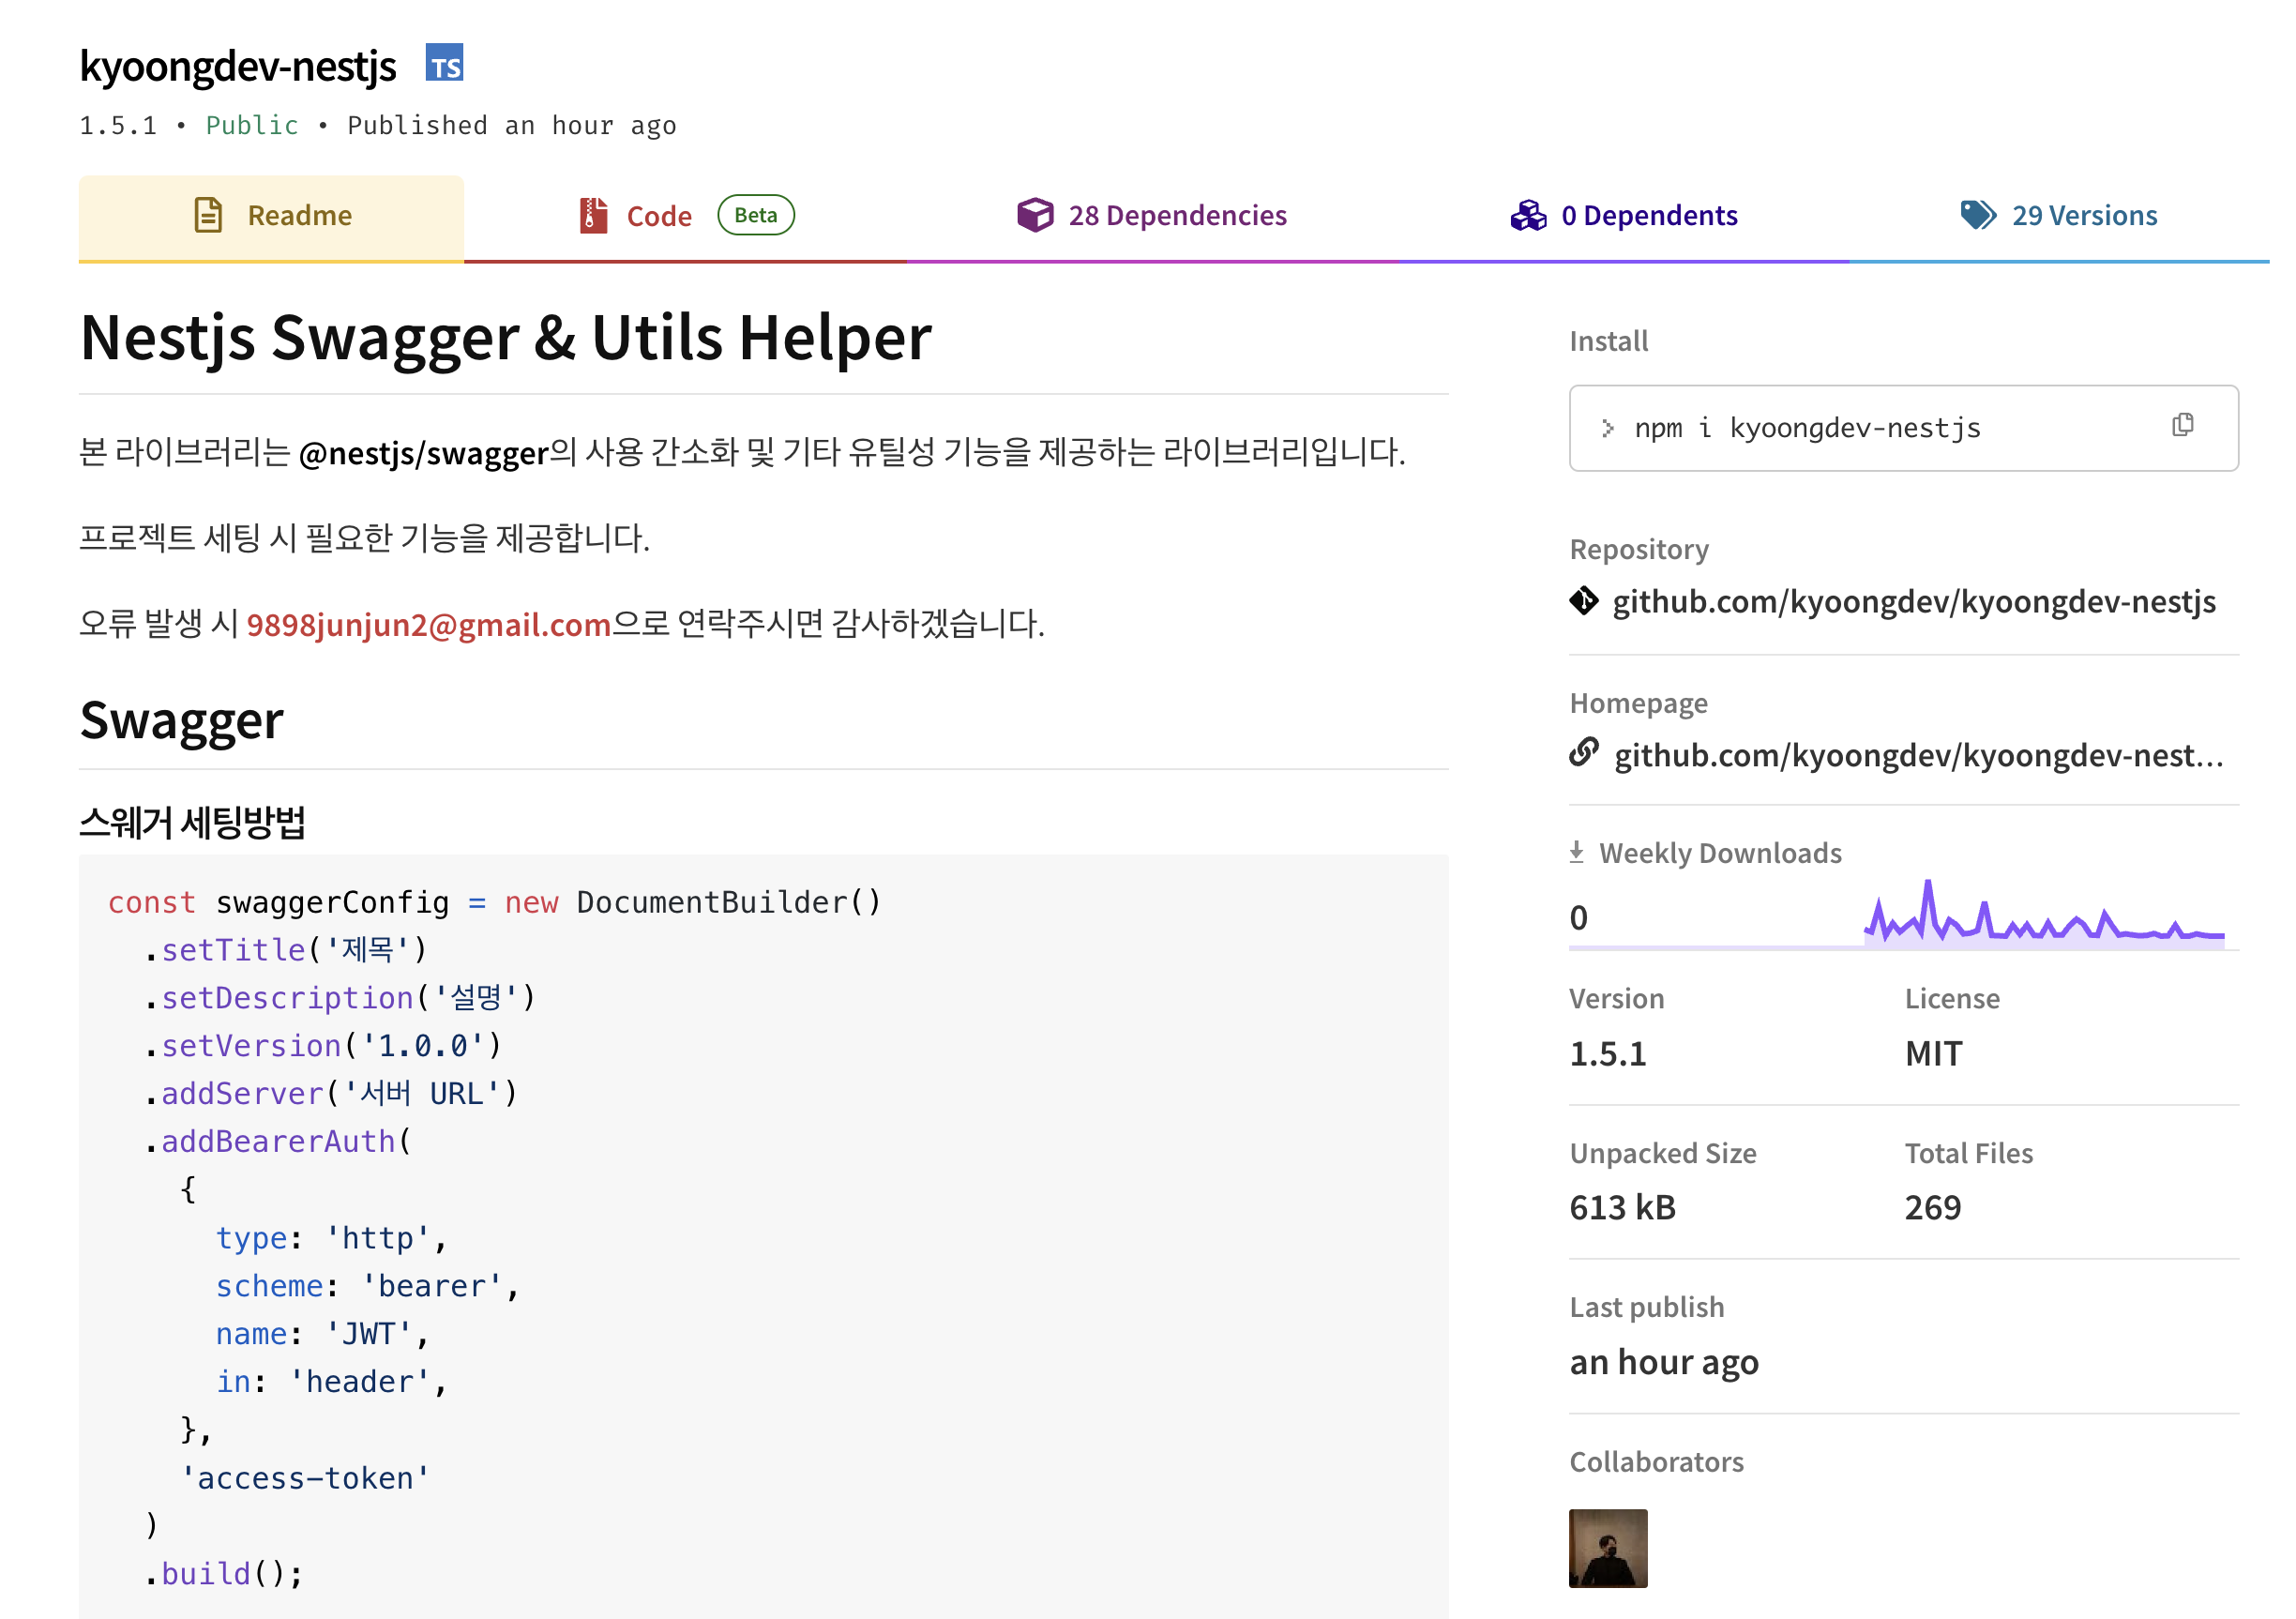 kyoongdev-nestjs TS
1.5.1 • Public • Published an hour ago
Readme
Code Beta
28 Dependencies
0 Dependents
29 Versions
Nestjs Swagger & Utils Helper
본 라이브러리는 @nestjs/swagger의 사용 간소화 및 기타 유틸성 기능을 제공하는 라이브러리입니다.
프로젝트 세팅 시 필요한 기능을 제공합니다.
오류 발생 시 9898junjun2@gmail.com으로 연락주시면 감사하겠습니다.
Swagger
스웨거 세팅방법
const swaggerConfig = new DocumentBuilder()
  .setTitle('제목')
  .setDescription('설명')
  .setVersion('1.0.0')
  .addServer('서버 URL')
  .addBearerAuth(
    {
      type: 'http',
      scheme: 'bearer',
      name: 'JWT',
      in: 'header',
    },
    'access-token'
  )
  .build();
Install
npm i kyoongdev-nestjs
Repository
github.com/kyoongdev/kyoongdev-nestjs
Homepage
github.com/kyoongdev/kyoongdev-nest...
Weekly Downloads
0
Version
1.5.1
License
MIT
Unpacked Size
613 kB
Total Files
269
Last publish
an hour ago
Collaborators